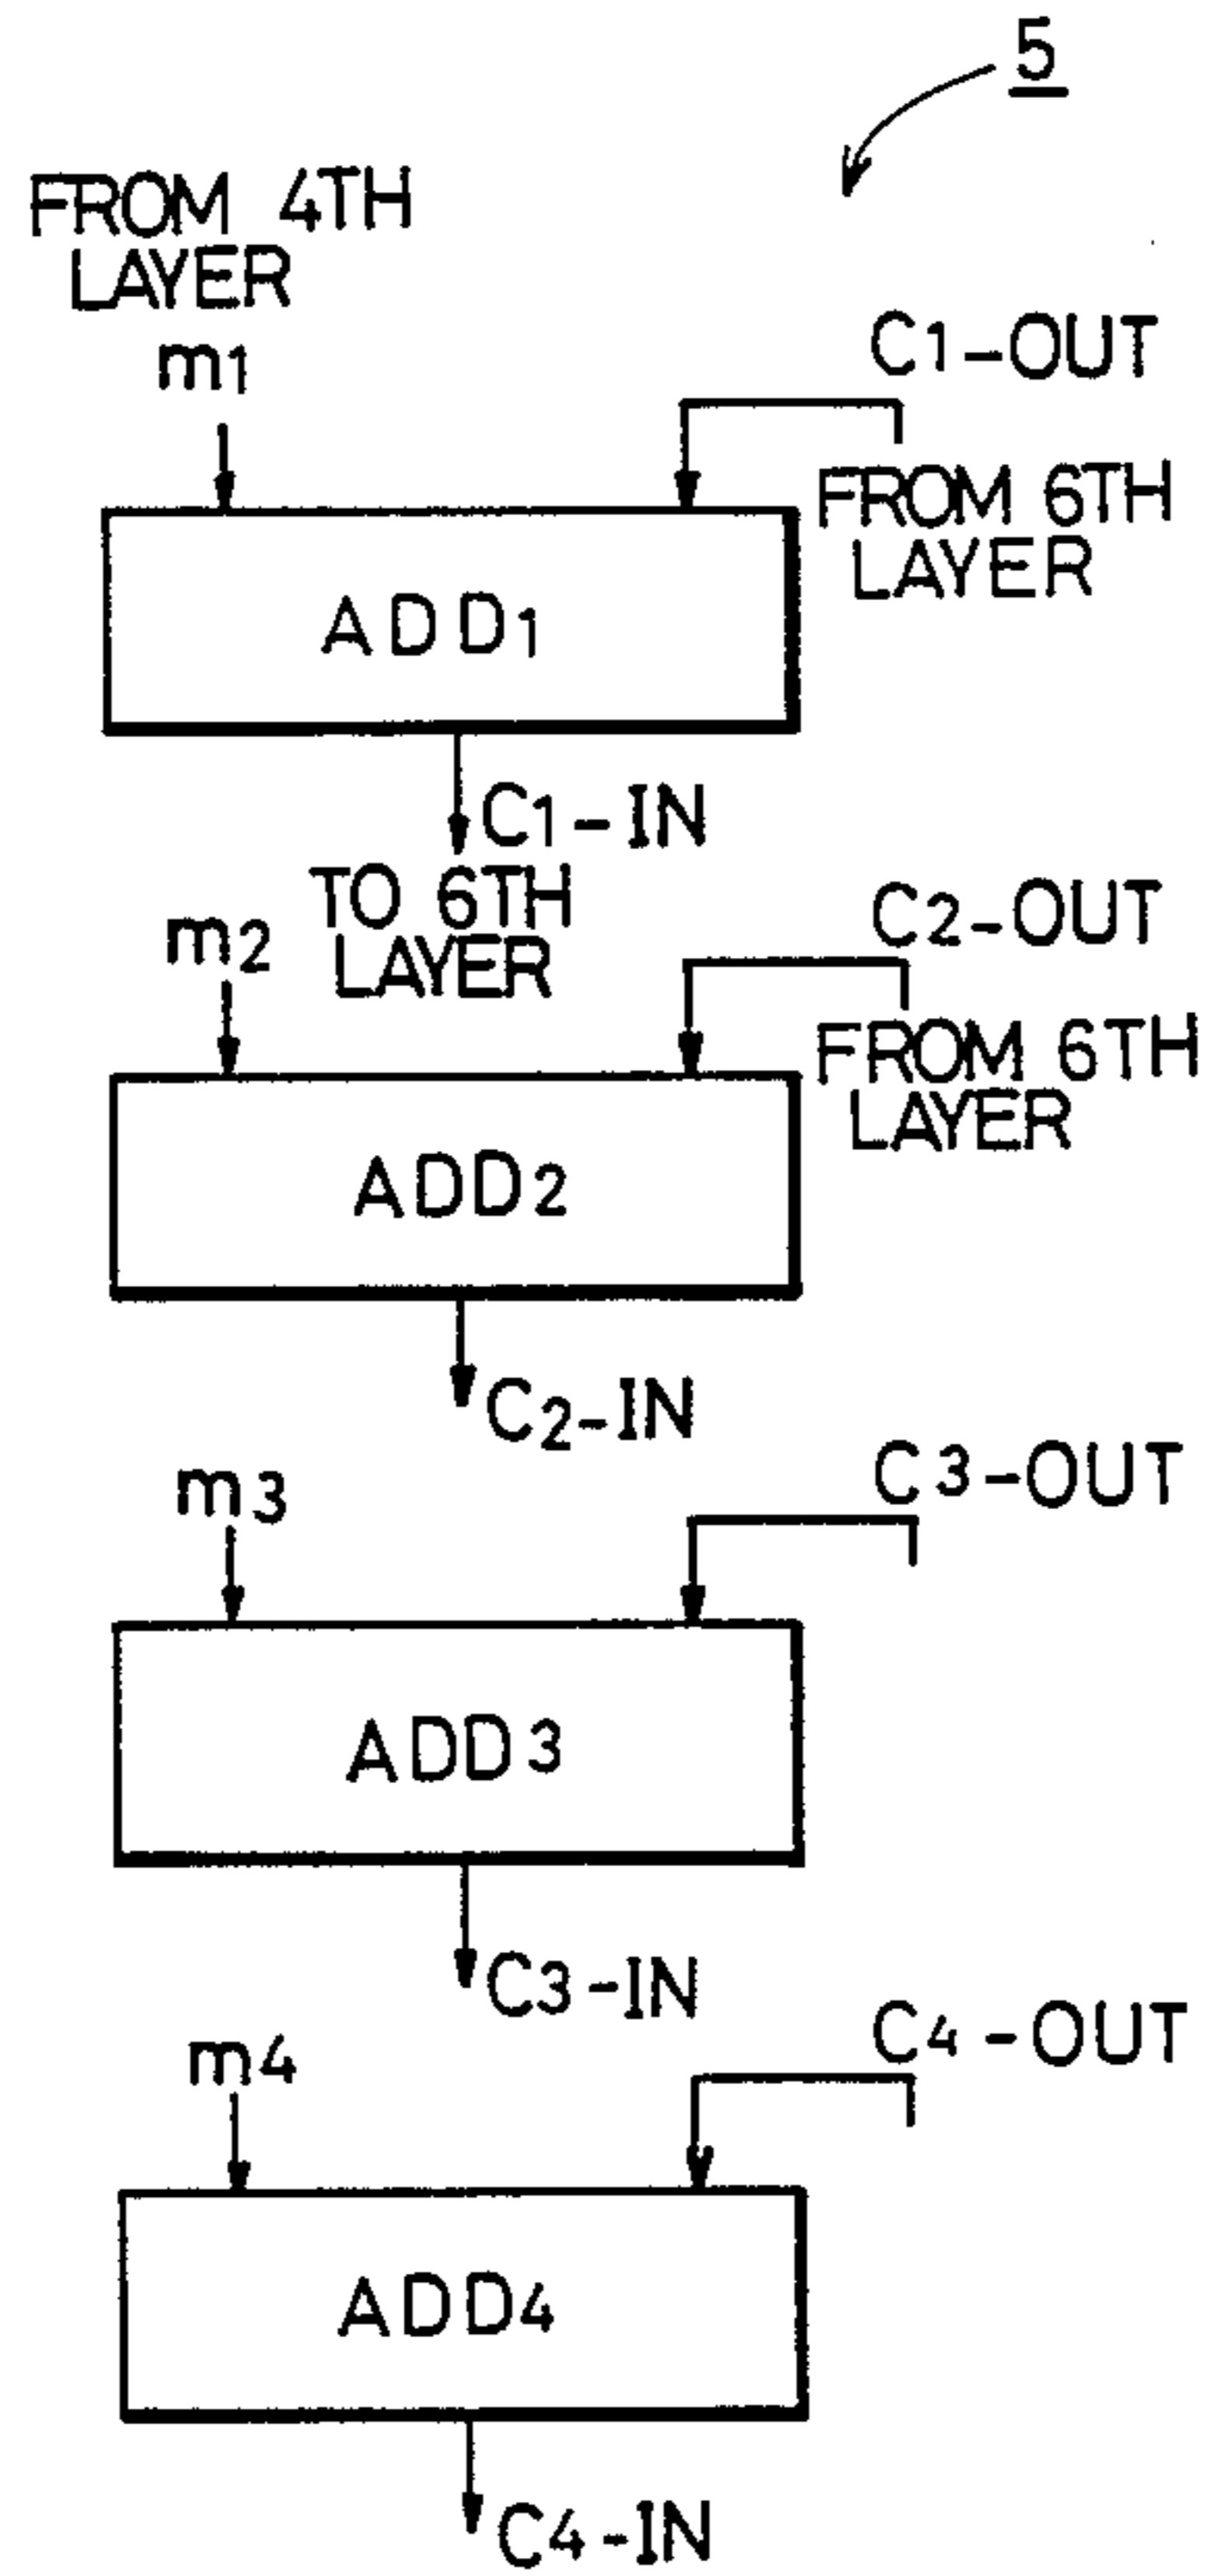 5
FROM 4TH
LAYER
m1
C1-OUT
FROM 6TH
LAYER
ADD1
C1-IN
TO 6TH
LAYER
m2
C2-OUT
FROM 6TH
LAYER
ADD2
C2-IN
m3
C3-OUT
ADD3
C3-IN
m4
C4-OUT
ADD4
C4-IN